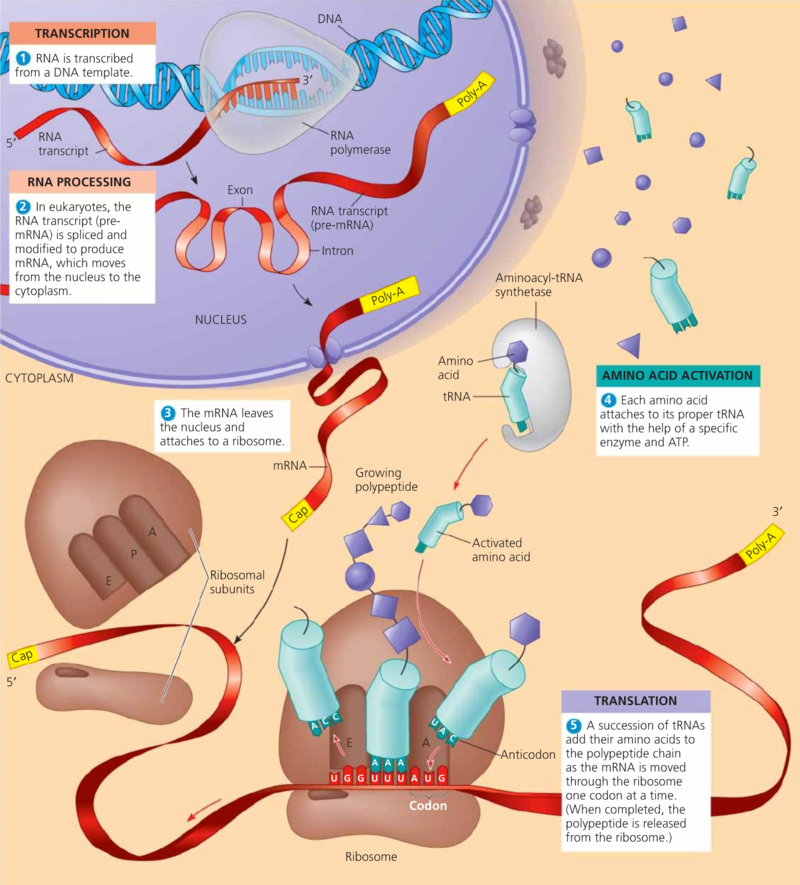 DNA
TRANSCRIPTION
1 RNA is transcribed
from a DNA template.
3′
Poly-A
5′
RNA
transcript
RNA
polymerase
RNA PROCESSING
2 In eukaryotes, the
RNA transcript (pre-
mRNA) is spliced and
modified to produce
mRNA, which moves
from the nucleus to the
cytoplasm.
Exon
RNA transcript
(pre-mRNA)
Intron
Poly-A
NUCLEUS
Aminoacyl-tRNA
synthetase
CYTOPLASM
Amino
acid
tRNA
AMINO ACID ACTIVATION
4 Each amino acid
attaches to its proper tRNA
with the help of a specific
enzyme and ATP.
3 The mRNA leaves
the nucleus and
attaches to a ribosome.
mRNA
Cap
Growing
polypeptide
Activated
amino acid
3′
Poly-A
A
P
E
Ribosomal
subunits
Cap
5′
TRANSLATION
5 A succession of tRNAs
add their amino acids to
the polypeptide chain
as the mRNA is moved
through the ribosome
one codon at a time.
(When completed, the
polypeptide is released
from the ribosome.)
A C C
U A C
E
A
Anticodon
A A A
U G G U U U A U G
Codon
Ribosome